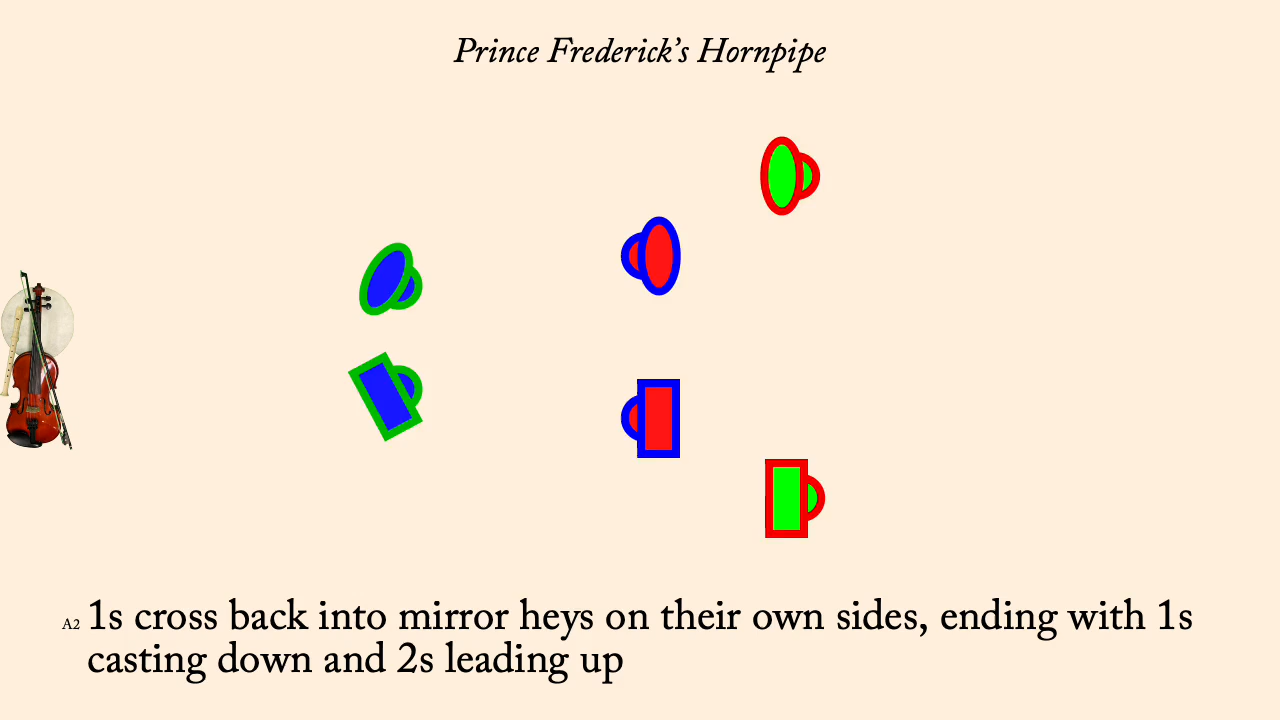 Prince Frederick's Hornpipe
A2 1s cross back into mirror heys on their own sides, ending with 1s
casting down and 2s leading up